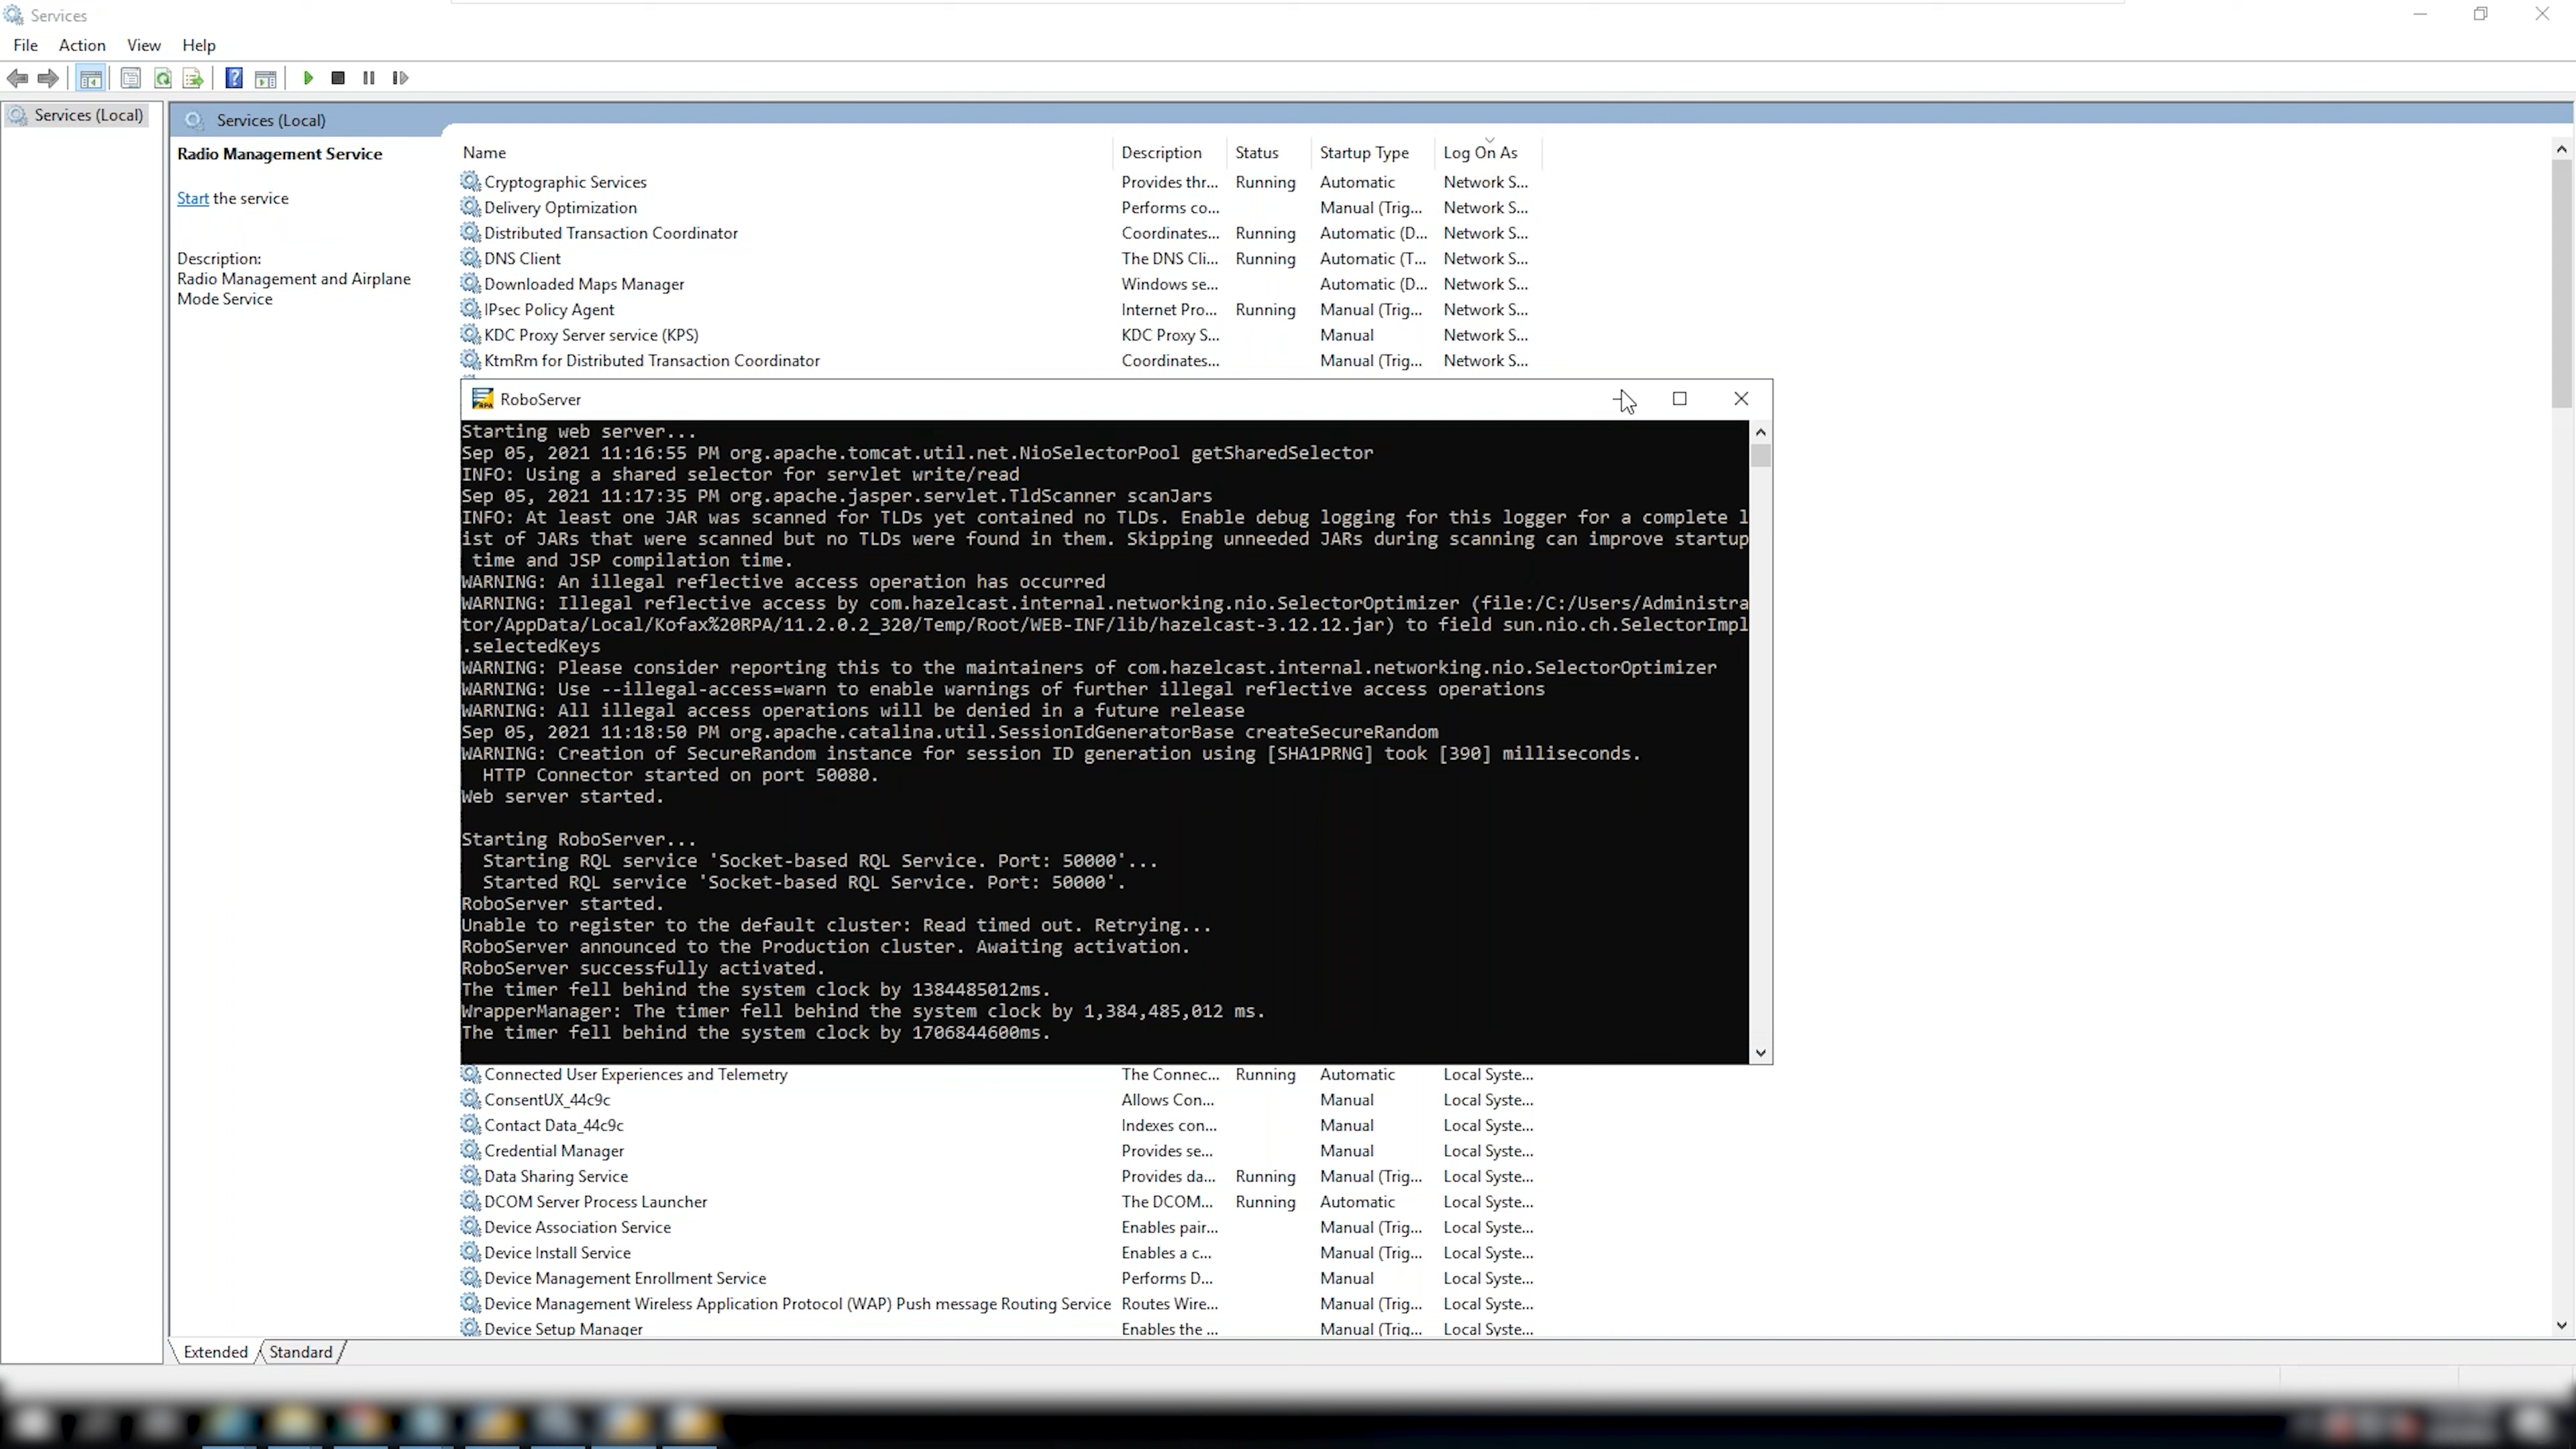 Services
File Action View Help
Services (Local)
Services (Local)
Radio Management Service
Start the service
Description:
Radio Management and Airplane
Mode Service
Name Description Status Startup Type Log On As
Cryptographic Services Provides thr... Running Automatic Network S...
Delivery Optimization Performs co... Manual (Trig... Network S...
Distributed Transaction Coordinator Coordinates... Running Automatic (D... Network S...
DNS Client The DNS Cli... Running Automatic (T... Network S...
Downloaded Maps Manager Windows se... Automatic (D... Network S...
IPsec Policy Agent Internet Pro... Running Manual (Trig... Network S...
KDC Proxy Server service (KPS) KDC Proxy S... Manual Network S...
KtmRm for Distributed Transaction Coordinator Coordinates... Manual (Trig... Network S...
RPA RoboServer
Starting web server...
Sep 05, 2021 11:16:55 PM org.apache.tomcat.util.net.NioSelectorPool getSharedSelector
INFO: Using a shared selector for servlet write/read
Sep 05, 2021 11:17:35 PM org.apache.jasper.servlet.TldScanner scanJars
INFO: At least one JAR was scanned for TLDs yet contained no TLDs. Enable debug logging for this logger for a complete l
ist of JARs that were scanned but no TLDs were found in them. Skipping unneeded JARs during scanning can improve startup
time and JSP compilation time.
WARNING: An illegal reflective access operation has occurred
WARNING: Illegal reflective access by com.hazelcast.internal.networking.nio.SelectorOptimizer (file:/C:/Users/Administra
tor/AppData/Local/Kofax%20RPA/11.2.0.2_320/Temp/Root/WEB-INF/lib/hazelcast-3.12.12.jar) to field sun.nio.ch.SelectorImpl
.selectedKeys
WARNING: Please consider reporting this to the maintainers of com.hazelcast.internal.networking.nio.SelectorOptimizer
WARNING: Use --illegal-access=warn to enable warnings of further illegal reflective access operations
WARNING: All illegal access operations will be denied in a future release
Sep 05, 2021 11:18:50 PM org.apache.catalina.util.SessionIdGeneratorBase createSecureRandom
WARNING: Creation of SecureRandom instance for session ID generation using [SHA1PRNG] took [390] milliseconds.
HTTP Connector started on port 50080.
Web server started.
Starting RoboServer...
Starting RQL service 'Socket-based RQL Service. Port: 50000'...
Started RQL service 'Socket-based RQL Service. Port: 50000'.
RoboServer started.
Unable to register to the default cluster: Read timed out. Retrying...
RoboServer announced to the Production cluster. Awaiting activation.
RoboServer successfully activated.
The timer fell behind the system clock by 1384485012ms.
WrapperManager: The timer fell behind the system clock by 1,384,485,012 ms.
The timer fell behind the system clock by 1706844600ms.
Connected User Experiences and Telemetry The Connec... Running Automatic Local Syste...
ConsentUX_44c9c Allows Con... Manual Local Syste...
Contact Data_44c9c Indexes con... Manual Local Syste...
Credential Manager Provides se... Manual Local Syste...
Data Sharing Service Provides da... Running Manual (Trig... Local Syste...
DCOM Server Process Launcher The DCOM... Running Automatic Local Syste...
Device Association Service Enables pair... Manual (Trig... Local Syste...
Device Install Service Enables a c... Manual (Trig... Local Syste...
Device Management Enrollment Service Performs D... Manual Local Syste...
Device Management Wireless Application Protocol (WAP) Push message Routing Service Routes Wire... Manual (Trig... Local Syste...
Device Setup Manager Enables the ... Manual (Trig... Local Syste...
Extended Standard